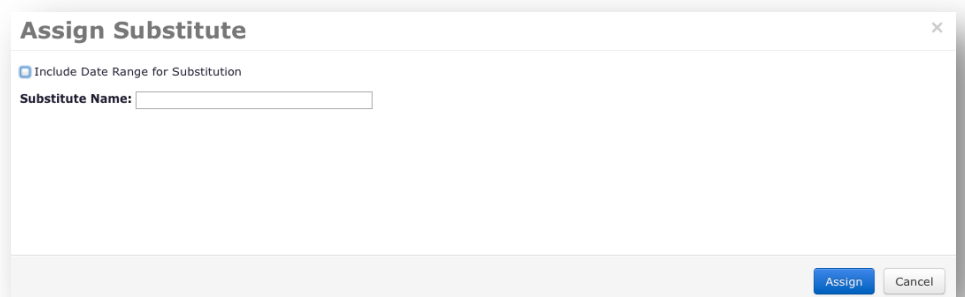 Assign Substitute ×
Include Date Range for Substitution
Substitute Name:
Assign Cancel